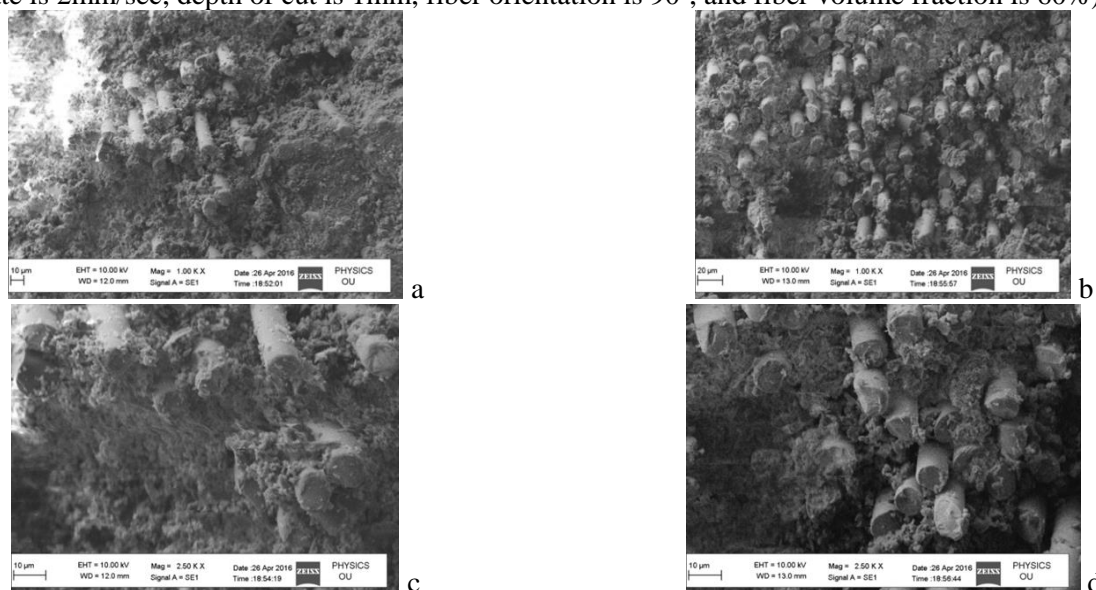 ate is 2mm/sec, depth of cut is 1mm, fiber orientation is 90°, and fiber volume fraction is 60%)
10 µm EHT = 10.00 kV Mag = 1.00 K X Date :26 Apr 2016 ZEISS PHYSICS
WD = 12.0 mm Signal A = SE1 Time :18:52:01 OU
a
20 µm EHT = 10.00 kV Mag = 1.00 K X Date :26 Apr 2016 ZEISS PHYSICS
WD = 13.0 mm Signal A = SE1 Time :18:55:57 OU
b
10 µm EHT = 10.00 kV Mag = 2.50 K X Date :26 Apr 2016 ZEISS PHYSICS
WD = 12.0 mm Signal A = SE1 Time :18:54:19 OU
c
10 µm EHT = 10.00 kV Mag = 2.50 K X Date :26 Apr 2016 ZEISS PHYSICS
WD = 13.0 mm Signal A = SE1 Time :18:56:44 OU
d